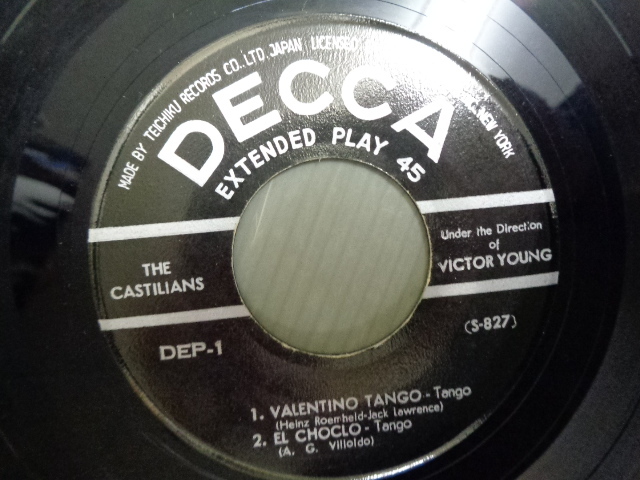 MADE BY TEICHIKU RECORDS CO., LTD. JAPAN LICENSED
NEW YORK
DECCA
EXTENDED PLAY 45
THE
CASTILIANS
Under the Direction
of
VICTOR YOUNG
DEP-1
(S-827)
1. VALENTINO TANGO - Tango
(Heinz Roemheld-Jack Lawrence)
2. EL CHOCLO - Tango
(A. G. Villoldo)